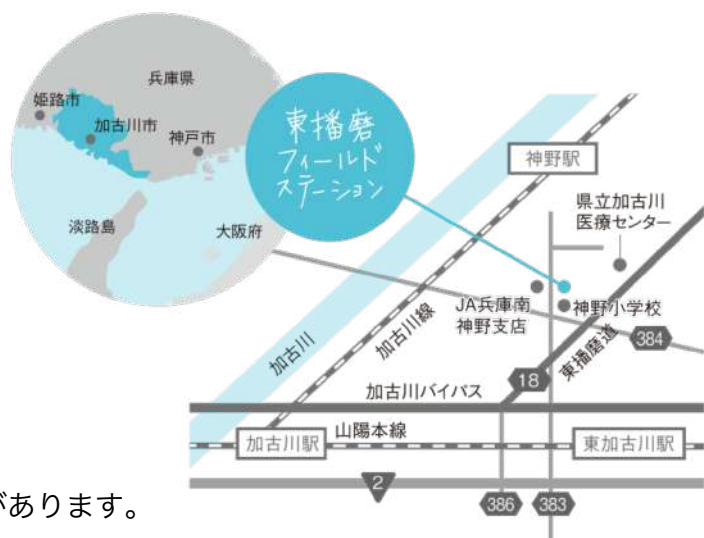 兵庫県
姫路市
加古川市
神戸市
淡路島
大阪府
東播磨
フィールド
ステーション
神野駅
県立加古川
医療センター
JA兵庫南
神野支店
神野小学校
384
東播磨道
18
加古川
加古川線
加古川バイパス
山陽本線
加古川駅
東加古川駅
2
386
383
があります。